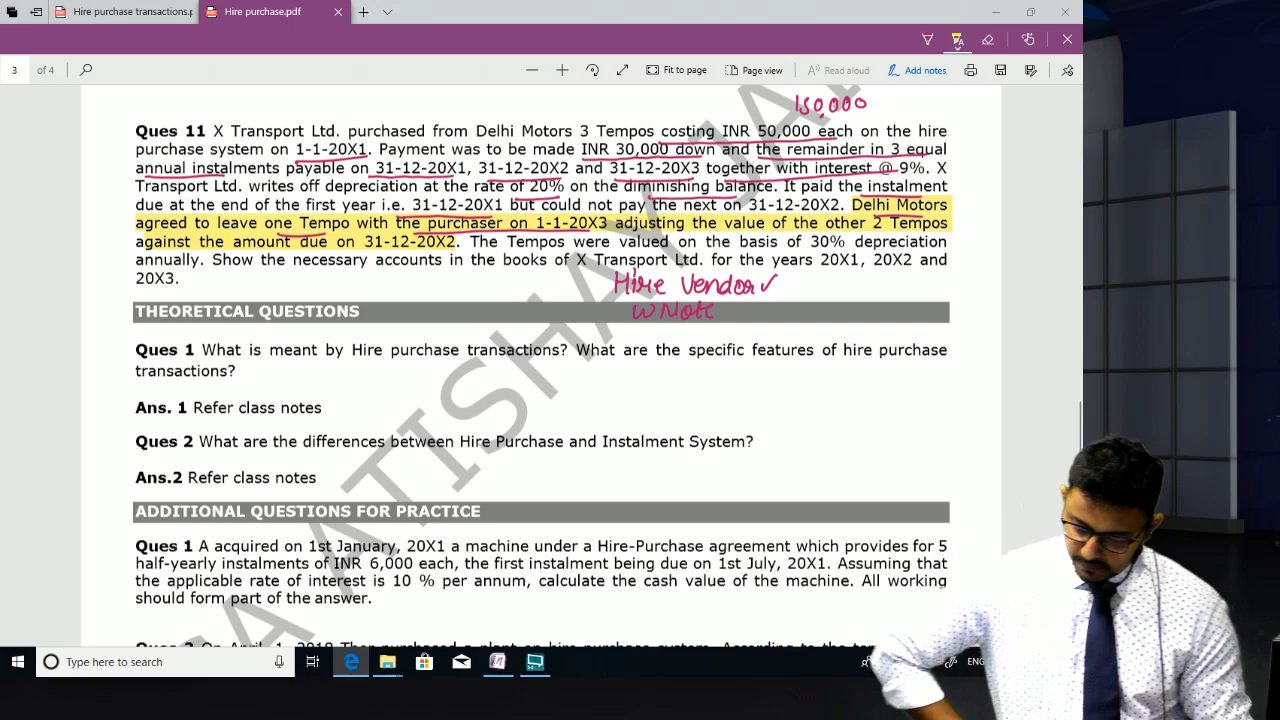 Hire purchase transactions.p
Hire purchase.pdf
3 of 4
Fit to page
Page view
Read aloud
Add notes
150,000
Ques 11 X Transport Ltd. purchased from Delhi Motors 3 Tempos costing INR 50,000 each on the hire
purchase system on 1-1-20X1. Payment was to be made INR 30,000 down and the remainder in 3 equal
annual instalments payable on 31-12-20X1, 31-12-20X2 and 31-12-20X3 together with interest @ 9%. X
Transport Ltd. writes off depreciation at the rate of 20% on the diminishing balance. It paid the instalment
due at the end of the first year i.e. 31-12-20X1 but could not pay the next on 31-12-20X2. Delhi Motors
agreed to leave one Tempo with the purchaser on 1-1-20X3 adjusting the value of the other 2 Tempos
against the amount due on 31-12-20X2. The Tempos were valued on the basis of 30% depreciation
annually. Show the necessary accounts in the books of X Transport Ltd. for the years 20X1, 20X2 and
20X3.
Hire Vendor ✓
W Note
THEORETICAL QUESTIONS
Ques 1 What is meant by Hire purchase transactions? What are the specific features of hire purchase
transactions?
Ans. 1 Refer class notes
Ques 2 What are the differences between Hire Purchase and Instalment System?
Ans.2 Refer class notes
ADDITIONAL QUESTIONS FOR PRACTICE
Ques 1 A acquired on 1st January, 20X1 a machine under a Hire-Purchase agreement which provides for 5
half-yearly instalments of INR 6,000 each, the first instalment being due on 1st July, 20X1. Assuming that
the applicable rate of interest is 10 % per annum, calculate the cash value of the machine. All working
should form part of the answer.
ATISHAY
Type here to search
ENG